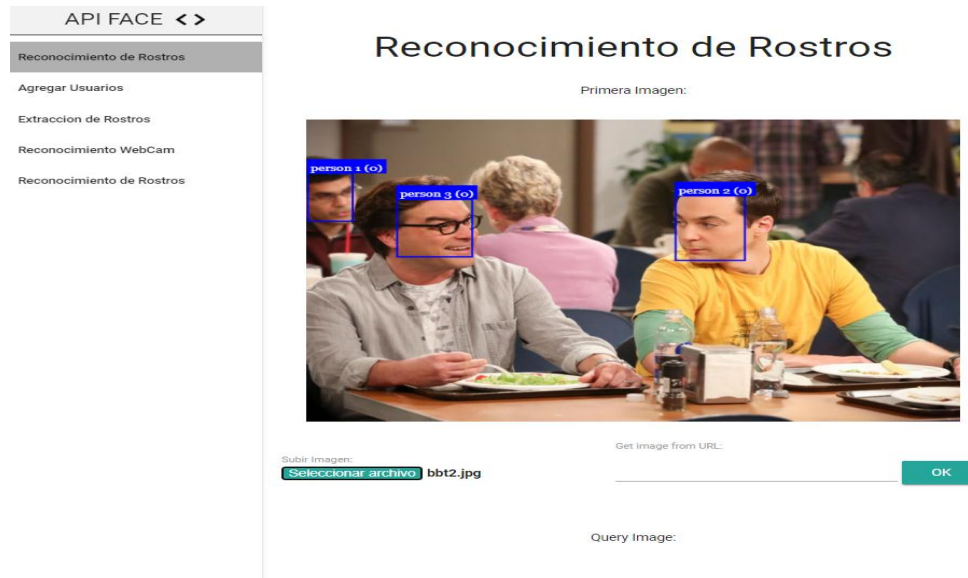 API FACE < >
Reconocimiento de Rostros
Agregar Usuarios
Extraccion de Rostros
Reconocimiento WebCam
Reconocimiento de Rostros
Reconocimiento de Rostros
Primera Imagen:
person 1 (0)
person 3 (0)
person 2 (0)
Subir Imagen:
Seleccionar archivo bbt2.jpg
Get image from URL:
OK
Query Image: